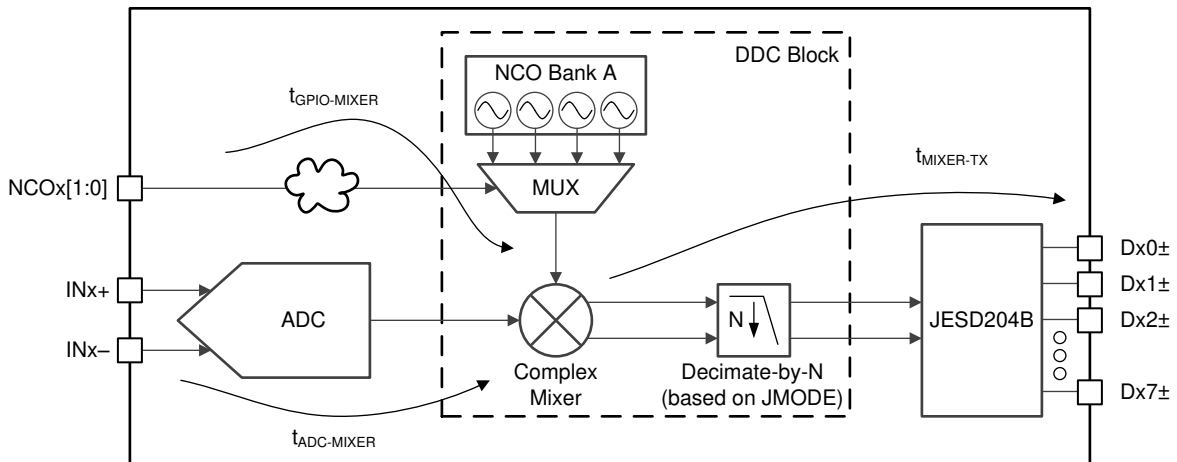 DDC Block
NCO Bank A
tGPIO-MIXER
tMIXER-TX
NCOx[1:0]
MUX
Dx0±
INx+
Dx1±
ADC
N
JESD204B
Dx2±
INx–
Complex
Mixer
Decimate-by-N
(based on JMODE)
Dx7±
tADC-MIXER